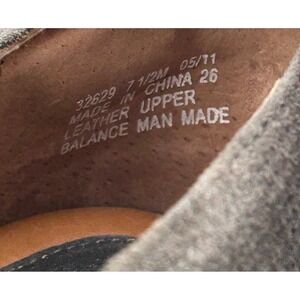 32629 7 1/2M 05/11
MADE IN CHINA 26
LEATHER UPPER
BALANCE MAN MADE